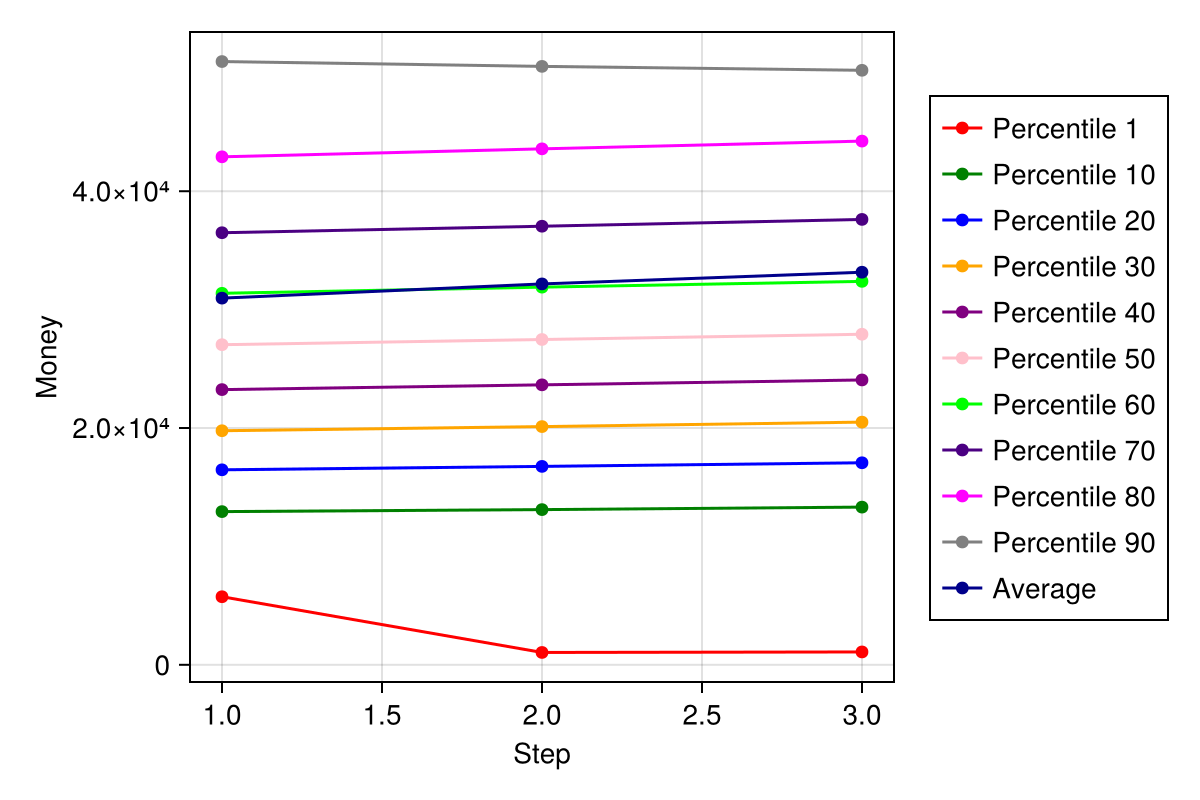 4.0×10⁴
2.0×10⁴
0
Money
1.0 1.5 2.0 2.5 3.0
Step
Percentile 1
Percentile 10
Percentile 20
Percentile 30
Percentile 40
Percentile 50
Percentile 60
Percentile 70
Percentile 80
Percentile 90
Average